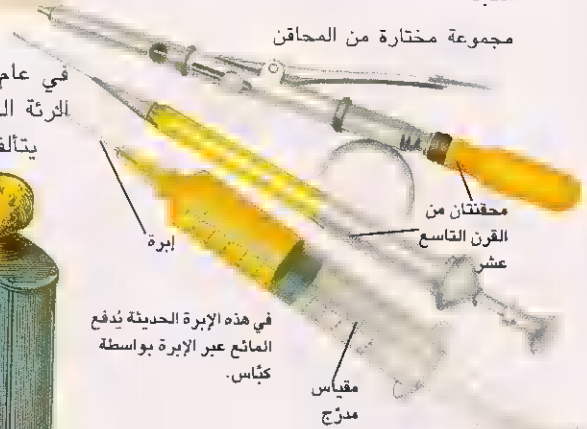 مجموعة مختارة من المحاقن
في عام
الرئة
يتألف
محقنتان من
القرن التاسع
عشر
إبرة
في هذه الإبرة الحديثة يُدفع
المائع عبر الإبرة بواسطة
كبّاس.
مقياس
مدرّج